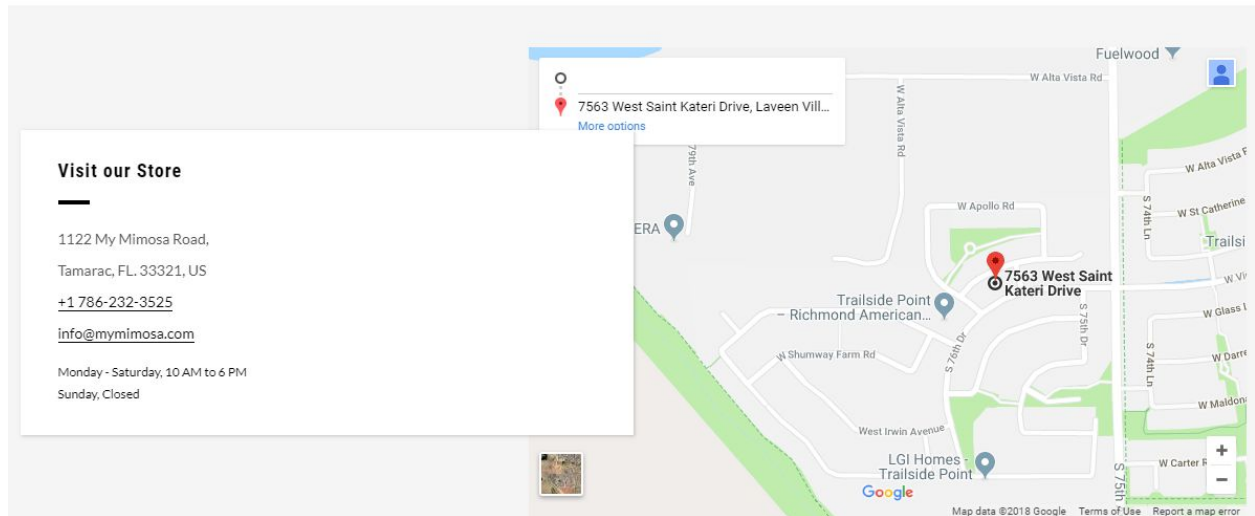 Visit our Store
1122 My Mimosa Road,
Tamarac, FL. 33321, US
+1 786-232-3525
info@mymimosa.com
Monday - Saturday, 10 AM to 6 PM
Sunday, Closed
7563 West Saint Kateri Drive, Laveen Vill...
More options
Fuelwood
W Alta Vista Rd
W Alta Vista Rd
79th Ave
ERA
W Apollo Rd
W Alta Vista
S 74th Ln
W St Catherine
Trailsi
7563 West Saint
Kateri Drive
W Vi
Trailside Point
– Richmond American...
S 75th Dr
W Glass
W Shumway Farm Rd
S 76th Dr
S 74th Ln
W Darre
W Maldon
West Irwin Avenue
LGI Homes -
Trailside Point
W Carter
S 75th
+
−
Google
Map data ©2018 Google
Terms of Use
Report a map error